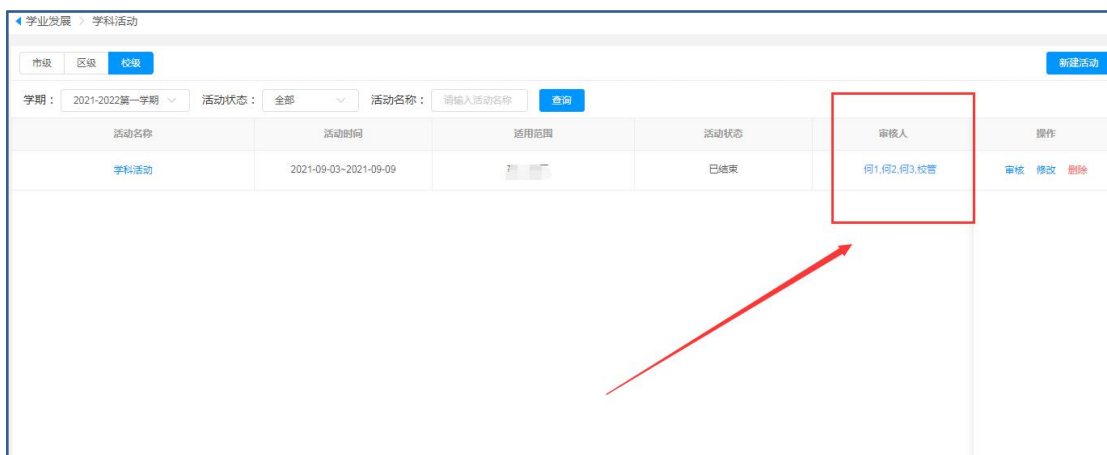 学业发展 > 学科活动
市级 区级 校级 新建活动
学期： 2021-2022第一学期 活动状态： 全部 活动名称： 请输入活动名称 查询
活动名称 活动时间 适用范围 活动状态 审核人 操作
学科活动 2021-09-03~2021-09-09 已结束 何1,何2,何3,校管 审核 修改 删除